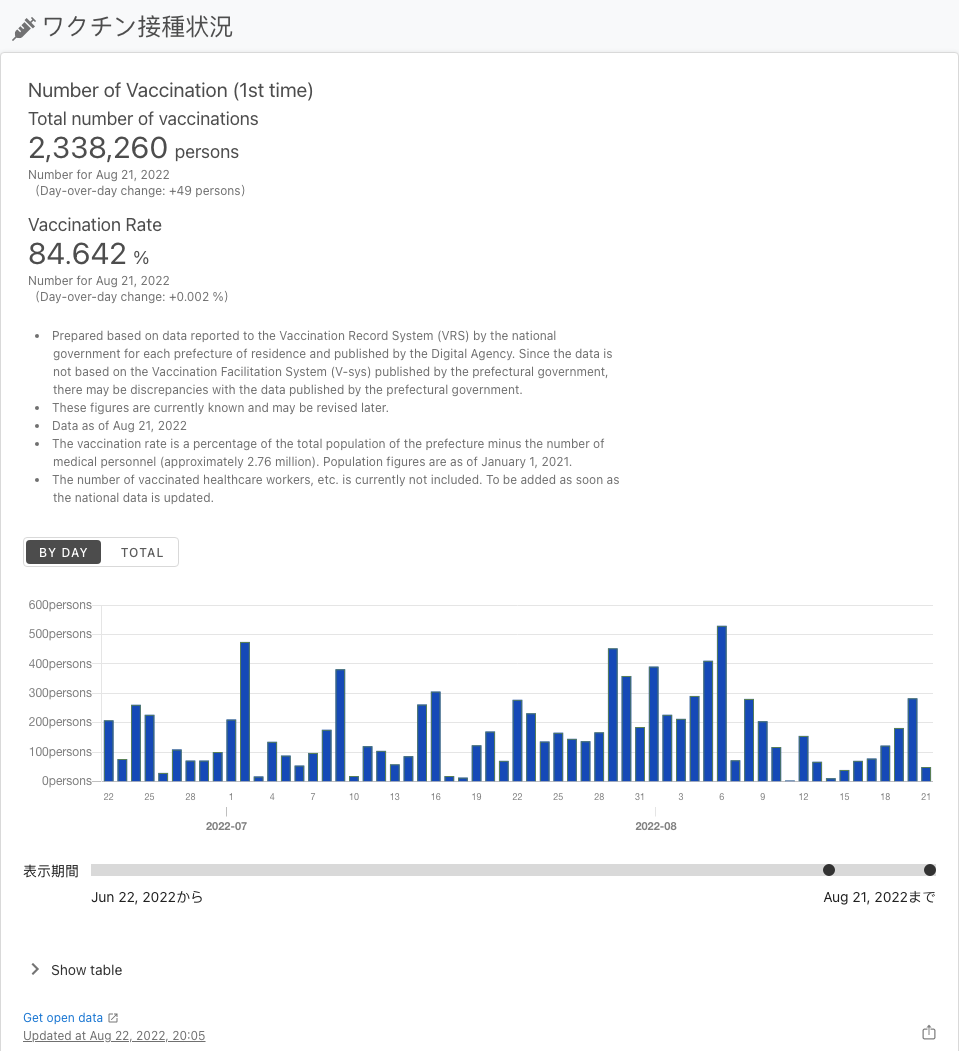 ワクチン接種状況
Number of Vaccination (1st time)
Total number of vaccinations
2,338,260 persons
Number for Aug 21, 2022
(Day-over-day change: +49 persons)
Vaccination Rate
84.642 %
Number for Aug 21, 2022
(Day-over-day change: +0.002 %)
• Prepared based on data reported to the Vaccination Record System (VRS) by the national
government for each prefecture of residence and published by the Digital Agency. Since the data is
not based on the Vaccination Facilitation System (V-sys) published by the prefectural government,
there may be discrepancies with the data published by the prefectural government.
• These figures are currently known and may be revised later.
• Data as of Aug 21, 2022
• The vaccination rate is a percentage of the total population of the prefecture minus the number of
medical personnel (approximately 2.76 million). Population figures are as of January 1, 2021.
• The number of vaccinated healthcare workers, etc. is currently not included. To be added as soon as
the national data is updated.
BY DAY TOTAL
600persons
500persons
400persons
300persons
200persons
100persons
0persons
22 25 28 1 4 7 10 13 16 19 22 25 28 31 3 6 9 12 15 18 21
2022-07 2022-08
表示期間
Jun 22, 2022から Aug 21, 2022まで
Show table
Get open data
Updated at Aug 22, 2022, 20:05